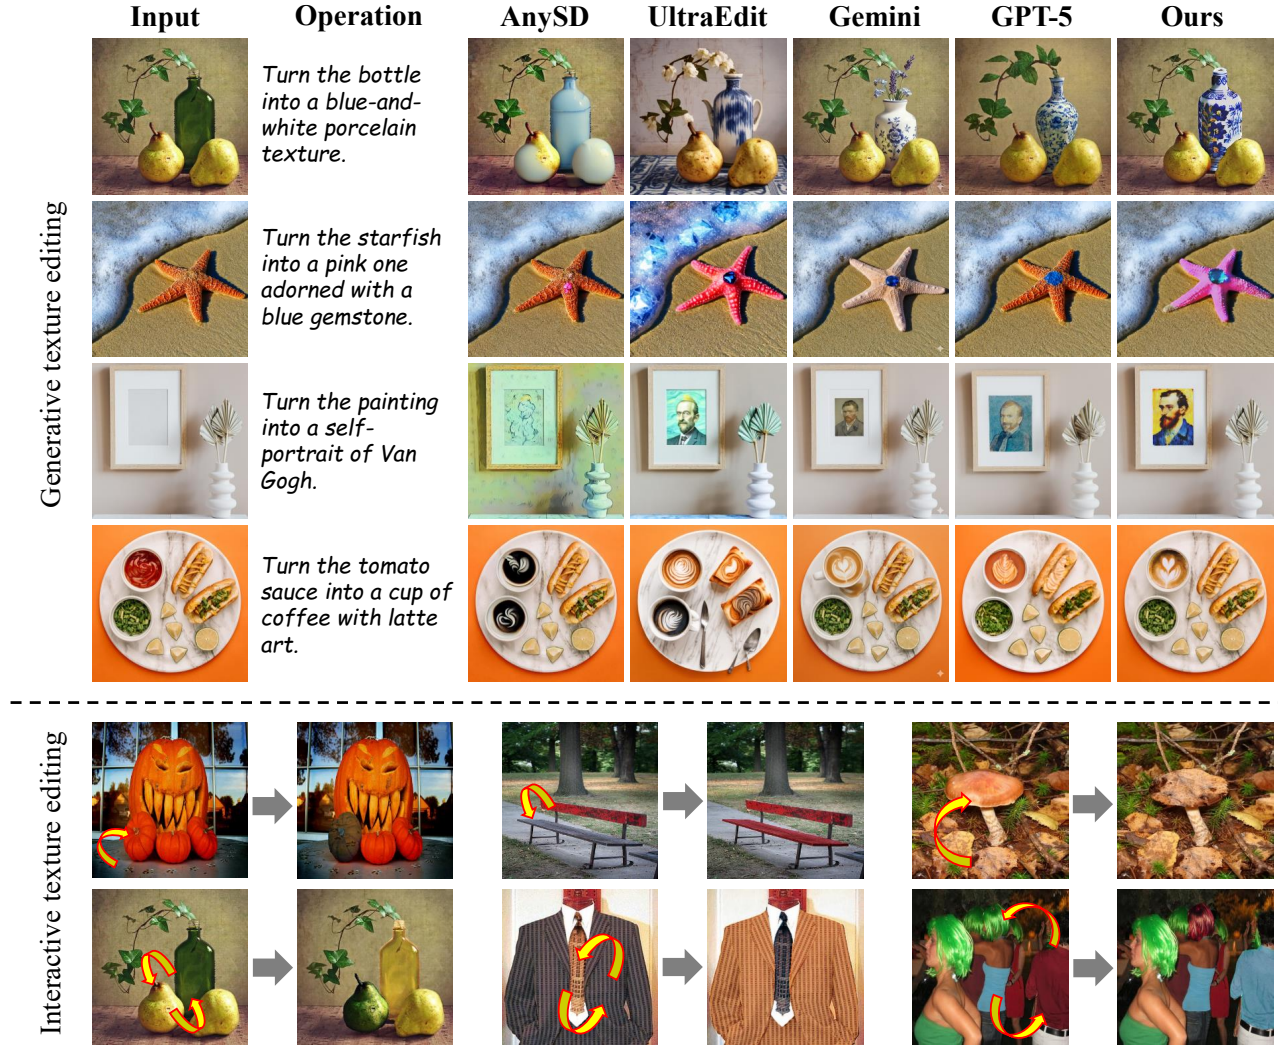 Input Operation AnySD UltraEdit Gemini GPT-5 Ours
Generative texture editing
Turn the bottle
into a blue-and-
white porcelain
texture.
Turn the starfish
into a pink one
adorned with a
blue gemstone.
Turn the painting
into a self-
portrait of Van
Gogh.
Turn the tomato
sauce into a cup of
coffee with latte
art.
Interactive texture editing